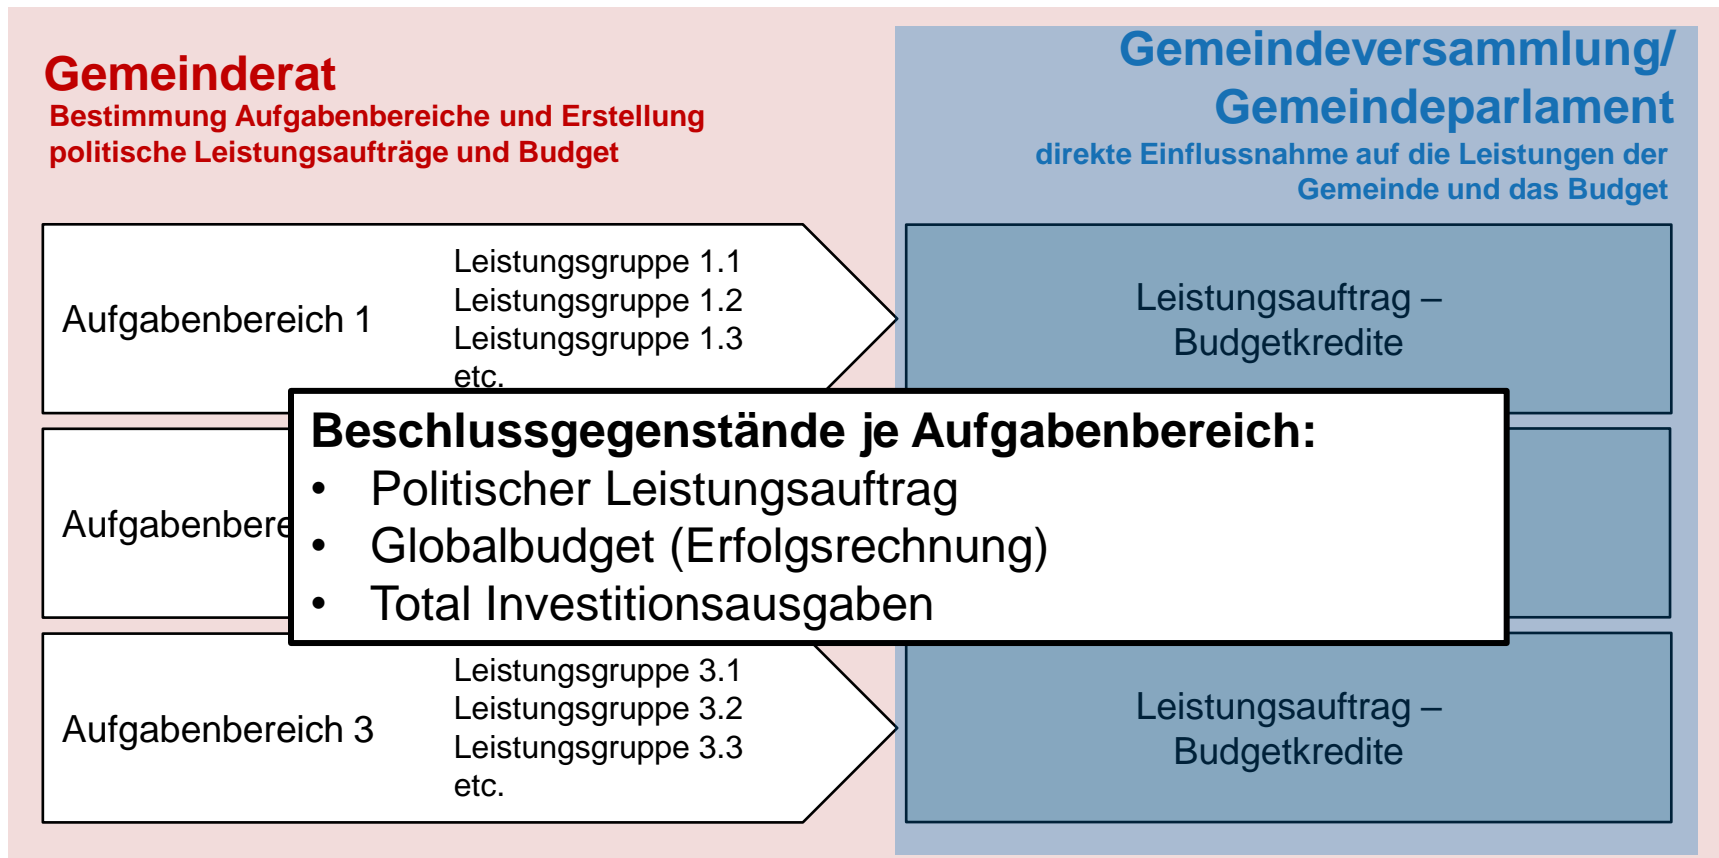 Gemeinderat
Bestimmung Aufgabenbereiche und Erstellung
politische Leistungsaufträge und Budget
Gemeindeversammlung/
Gemeindeparlament
direkte Einflussnahme auf die Leistungen der
Gemeinde und das Budget
Aufgabenbereich 1
Leistungsgruppe 1.1
Leistungsgruppe 1.2
Leistungsgruppe 1.3
etc.
Leistungsauftrag –
Budgetkredite
Aufgabenbere
Beschlussgegenstände je Aufgabenbereich:
• Politischer Leistungsauftrag
• Globalbudget (Erfolgsrechnung)
• Total Investitionsausgaben
Aufgabenbereich 3
Leistungsgruppe 3.1
Leistungsgruppe 3.2
Leistungsgruppe 3.3
etc.
Leistungsauftrag –
Budgetkredite